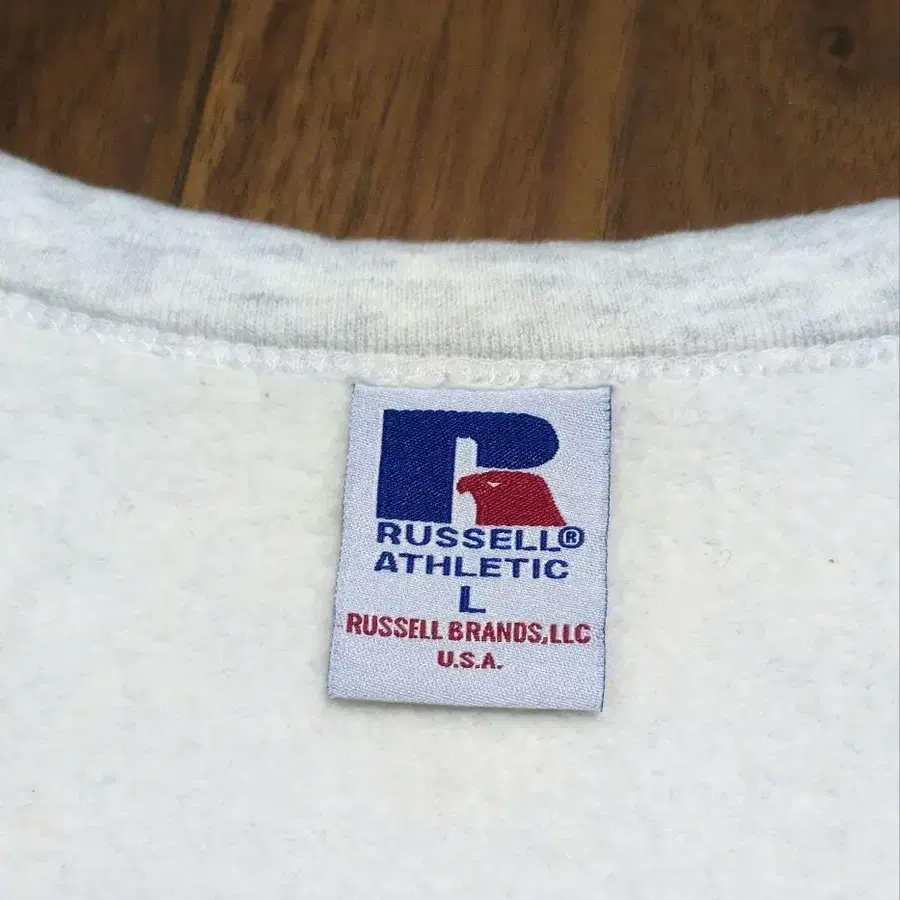 RUSSELL®
ATHLETIC
L
RUSSELL BRANDS,LLC
U.S.A.